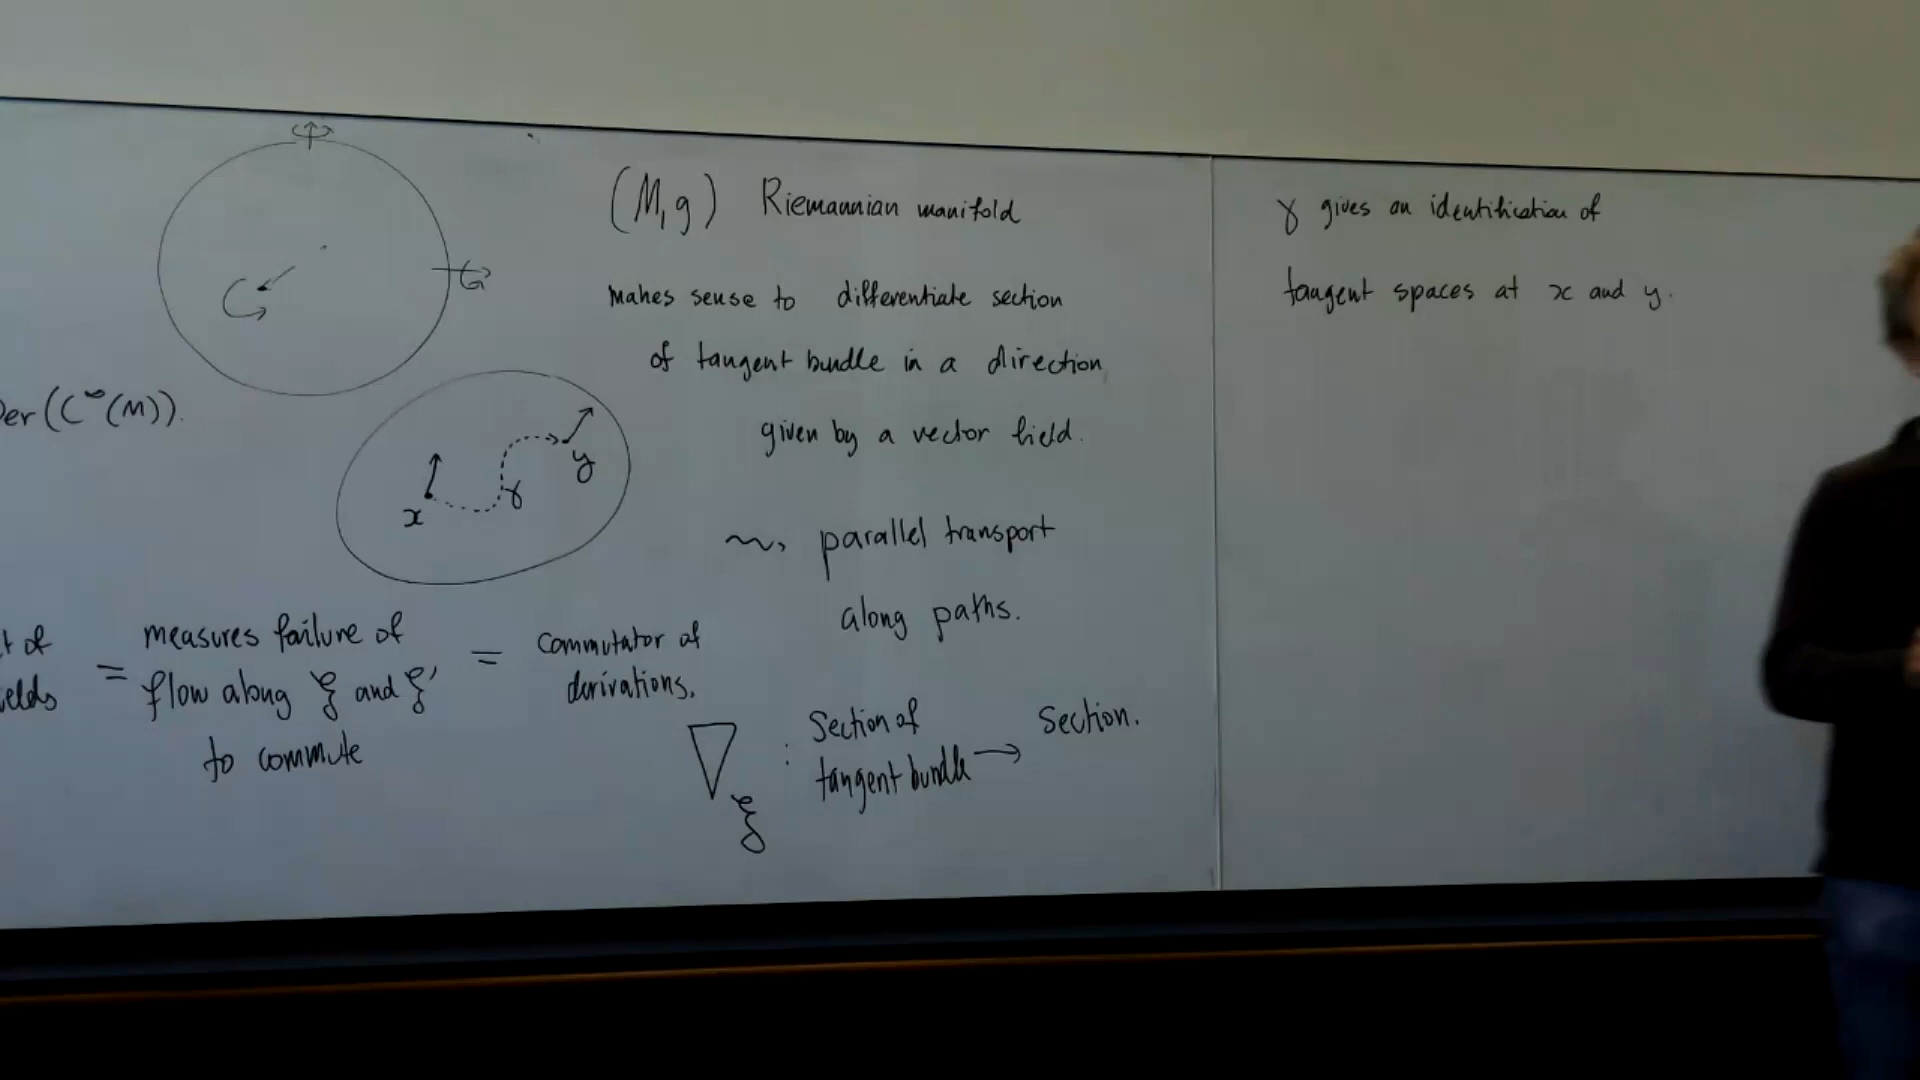 Der(C^∞(M)).
x
γ
y
t of
ields
= measures failure of
flow along ξ and ξ'
to commute
= commutator of
derivations.
(M, g) Riemannian manifold
makes sense to differentiate section
of tangent bundle in a direction
given by a vector field.
⇝ parallel transport
along paths.
∇_ξ : Section of
tangent bundle → Section.
γ gives an identification of
tangent spaces at x and y.